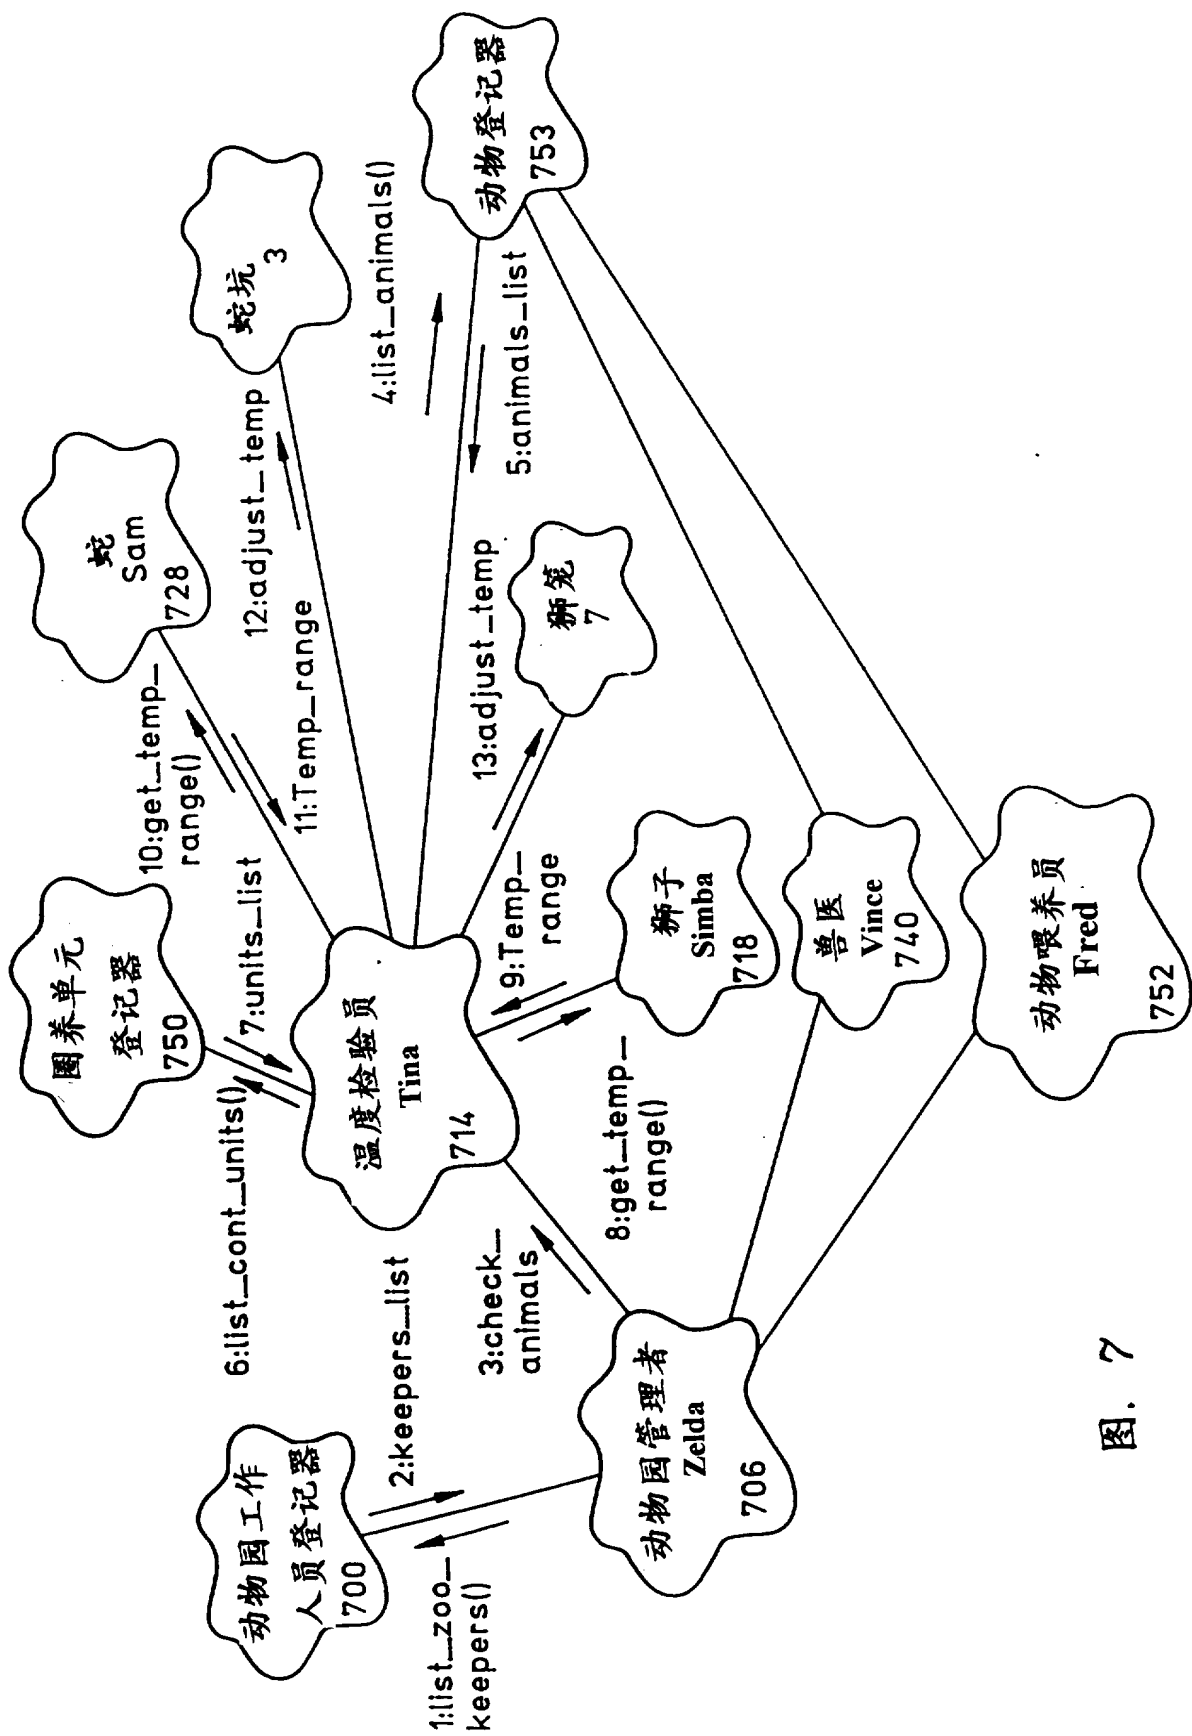 动物园工作
人员登记器
700
1:list_zoo_
keepers()
2:keepers_list
动物园管理者
Zelda
706
3:check_
animals
6:list_cont_units()
7:units_list
圈养单元
登记器
750
温度检验员
Tina
714
8:get_temp_
range()
9:Temp_
range
狮子
Simba
718
兽医
Vince
740
动物喂养员
Fred
752
10:get_temp_
range()
11:Temp_range
蛇
Sam
728
12:adjust_temp
蛇坑
3
13:adjust_temp
狮笼
7
4:list_animals()
5:animals_list
动物登记器
753
图. 7